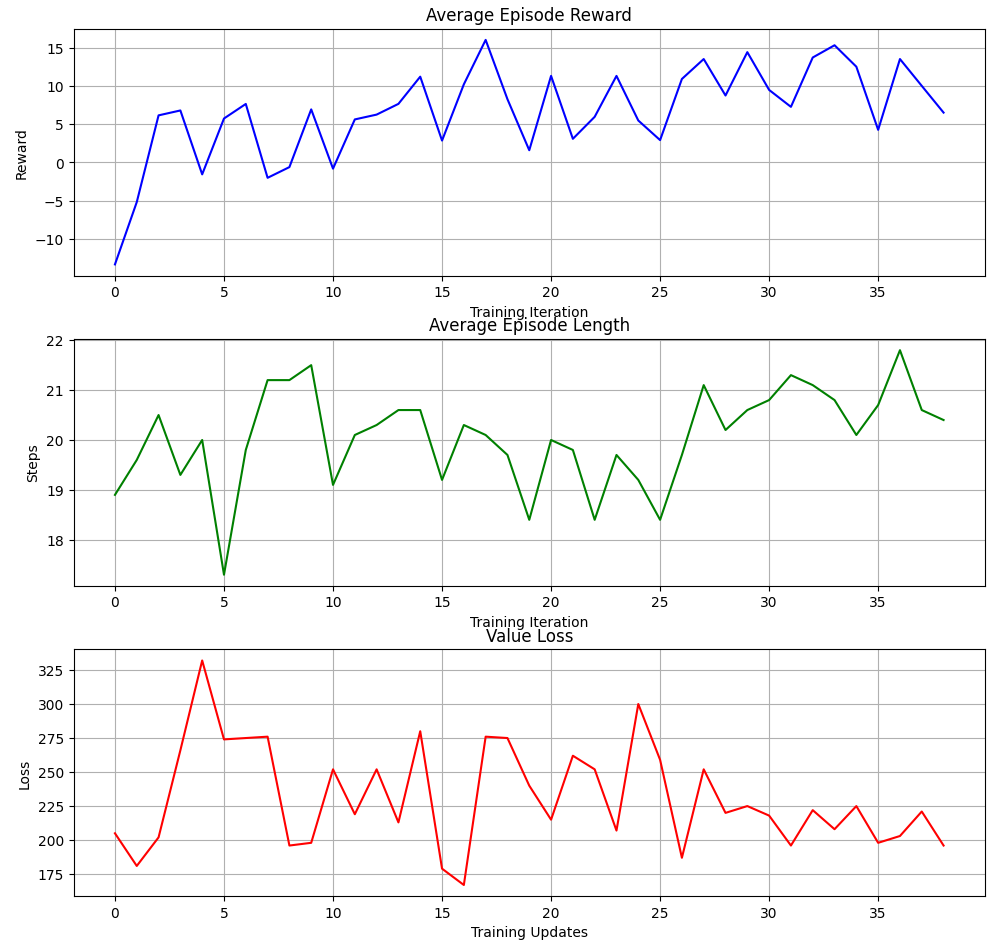 Average Episode Reward
15
10
5
0
−5
−10
Reward
0 5 10 15 20 25 30 35
Training Iteration
Average Episode Length
22
21
20
19
18
Steps
0 5 10 15 20 25 30 35
Training Iteration
Value Loss
325
300
275
250
225
200
175
Loss
0 5 10 15 20 25 30 35
Training Updates